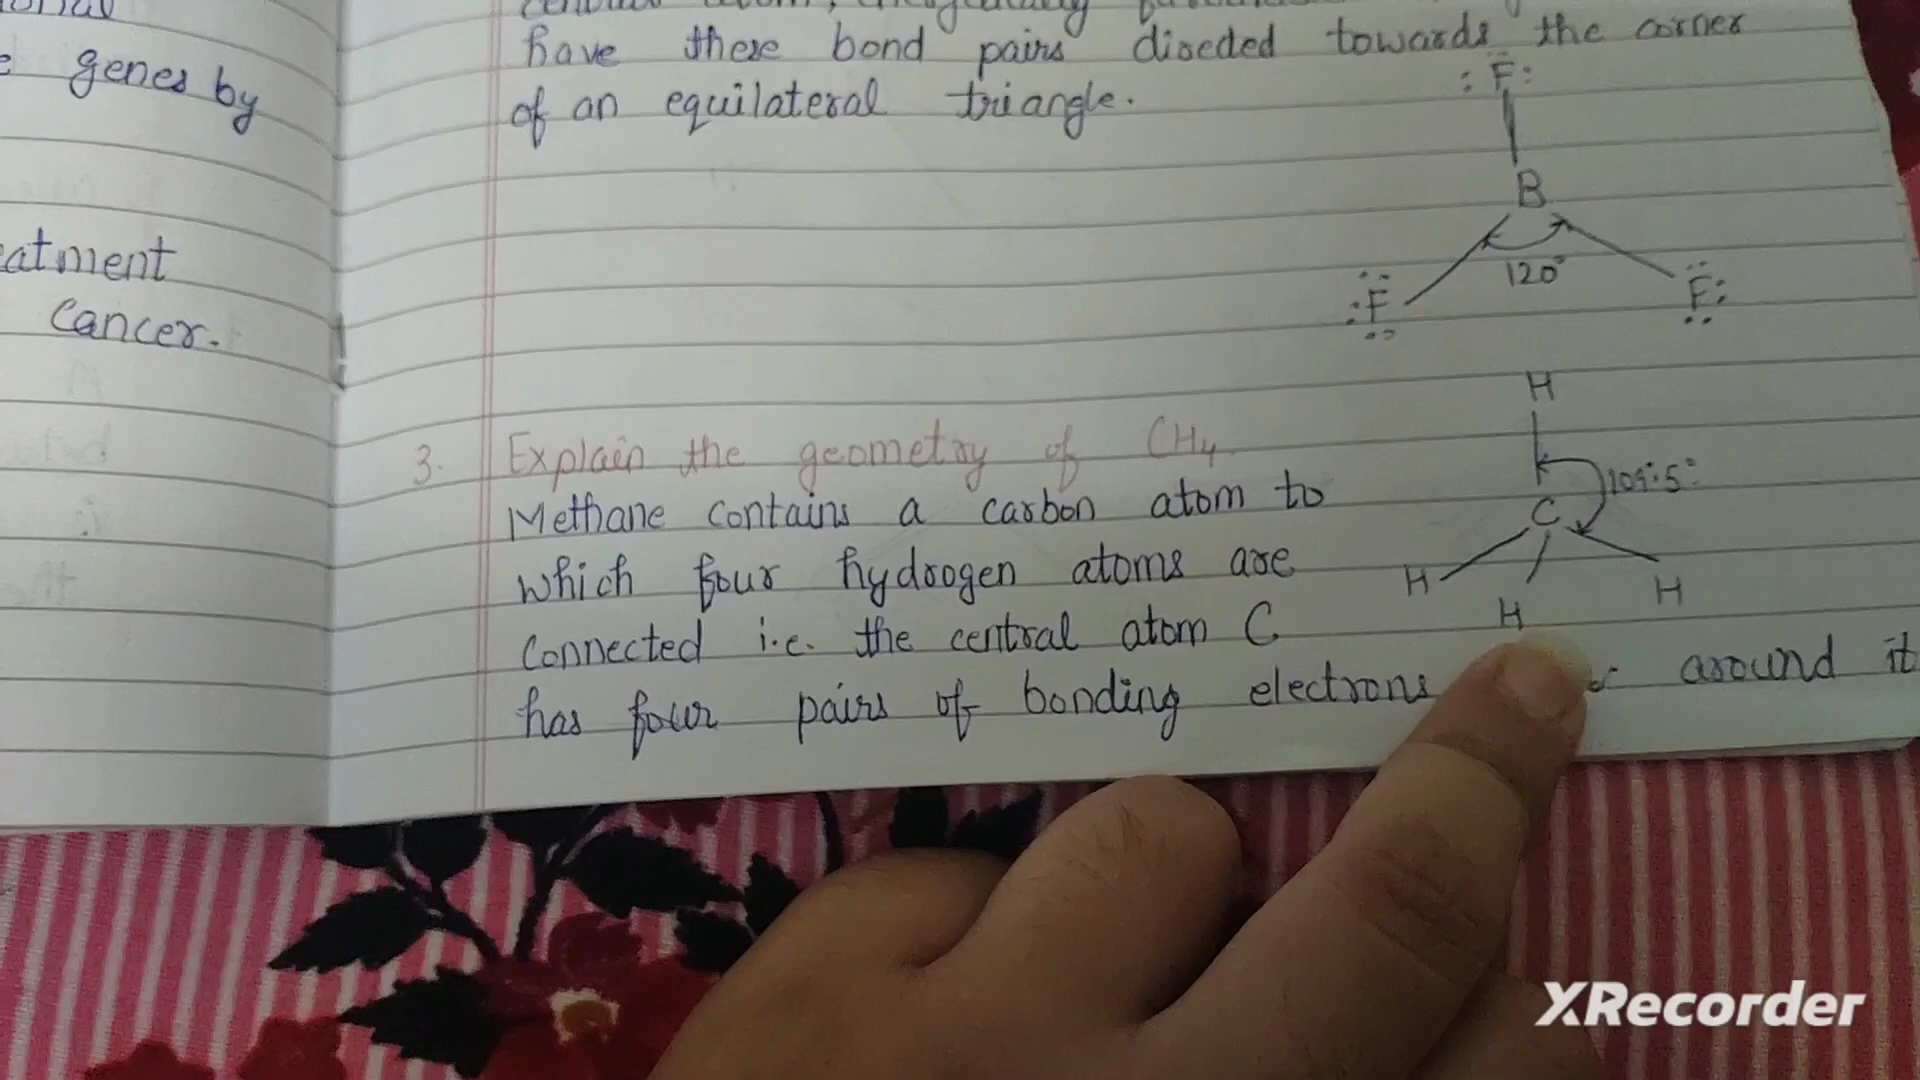 genes by
atment
cancer.
have these bond pairs diseded towards the corner
of an equilateral triangle.
:F:
B
120°
:F
F:
3. Explain the geometry of CH4.
Methane contains a carbon atom to
which four hydrogen atoms are
connected i.e. the central atom C
has four pairs of bonding electrons around it
H
109.5°
C
H
H
H
XRecorder